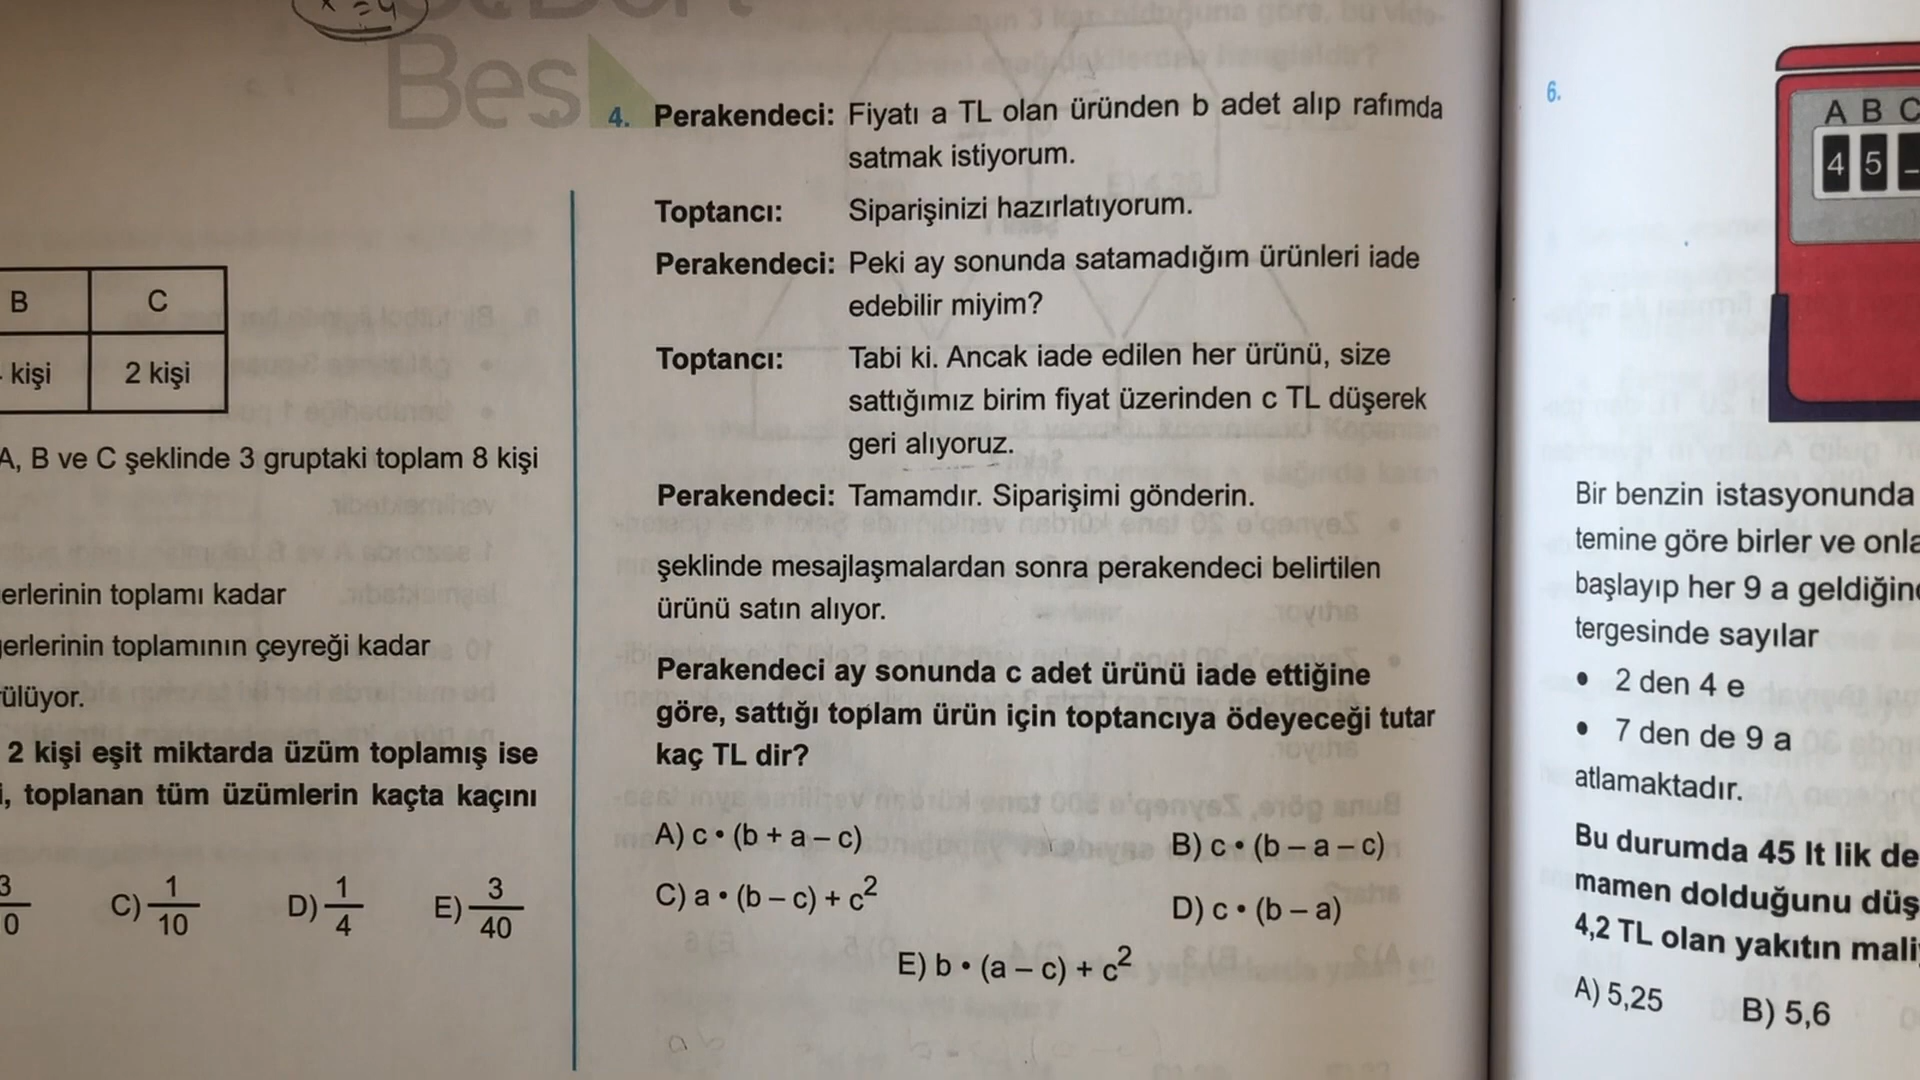 x = 4
Bes
B C
kişi 2 kişi
A, B ve C şeklinde 3 gruptaki toplam 8 kişi
erlerinin toplamı kadar
erlerinin toplamının çeyreği kadar
ülüyor.
2 kişi eşit miktarda üzüm toplamış ise
i, toplanan tüm üzümlerin kaçta kaçını
C) 1/10 D) 1/4 E) 3/40
4. Perakendeci: Fiyatı a TL olan üründen b adet alıp rafımda
satmak istiyorum.
Toptancı: Siparişinizi hazırlatıyorum.
Perakendeci: Peki ay sonunda satamadığım ürünleri iade
edebilir miyim?
Toptancı: Tabi ki. Ancak iade edilen her ürünü, size
sattığımız birim fiyat üzerinden c TL düşerek
geri alıyoruz.
Perakendeci: Tamamdır. Siparişimi gönderin.
şeklinde mesajlaşmalardan sonra perakendeci belirtilen
ürünü satın alıyor.
Perakendeci ay sonunda c adet ürünü iade ettiğine
göre, sattığı toplam ürün için toptancıya ödeyeceği tutar
kaç TL dir?
A) c • (b + a – c) B) c • (b – a – c)
C) a • (b – c) + c² D) c • (b – a)
E) b • (a – c) + c²
ab
6.
A B C
4 5
Bir benzin istasyonunda
temine göre birler ve onla
başlayıp her 9 a geldiğin
tergesinde sayılar
• 2 den 4 e
• 7 den de 9 a
atlamaktadır.
Bu durumda 45 lt lik de
mamen dolduğunu düş
4,2 TL olan yakıtın mali
A) 5,25 B) 5,6